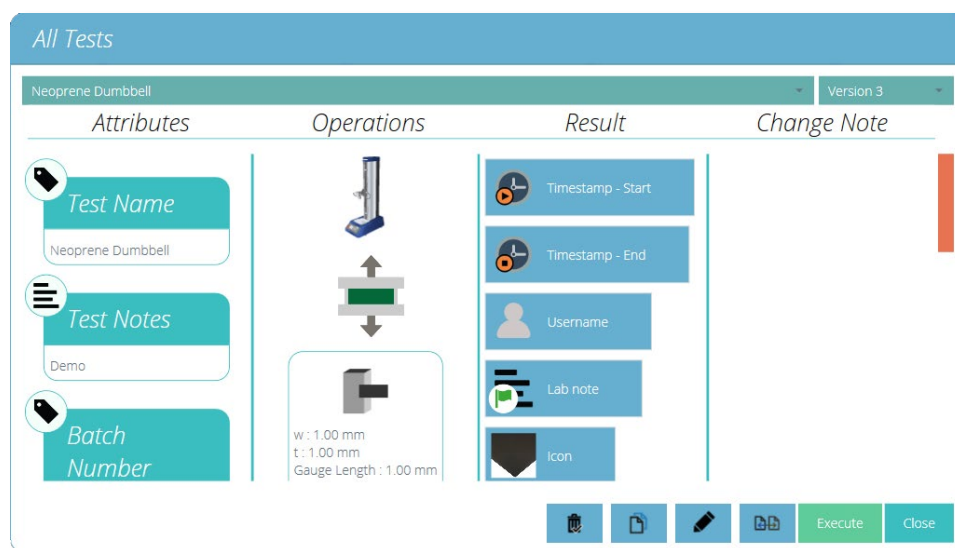 All Tests
Neoprene Dumbbell
Version 3
Attributes
Operations
Result
Change Note
Test Name
Neoprene Dumbbell
Test Notes
Demo
Batch
Number
w : 1.00 mm
t : 1.00 mm
Gauge Length : 1.00 mm
Timestamp - Start
Timestamp - End
Username
Lab note
Icon
Execute
Close